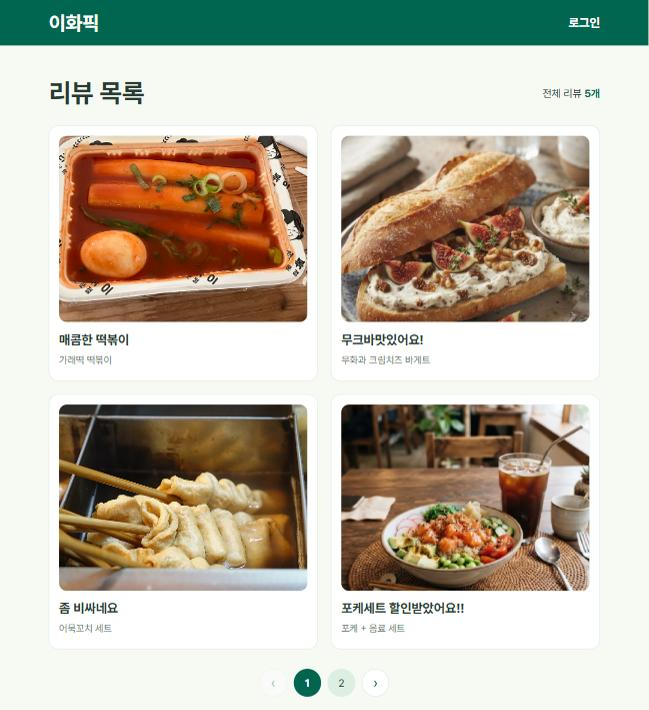 이화픽
로그인
리뷰 목록
전체 리뷰 5개
매콤한 떡볶이
가래떡 떡볶이
무크바맛있어요!
무화과 크림치즈 바게트
좀 비싸네요
어묵꼬치 세트
포케세트 할인받았어요!!
포케 + 음료 세트
‹ 1 2 ›